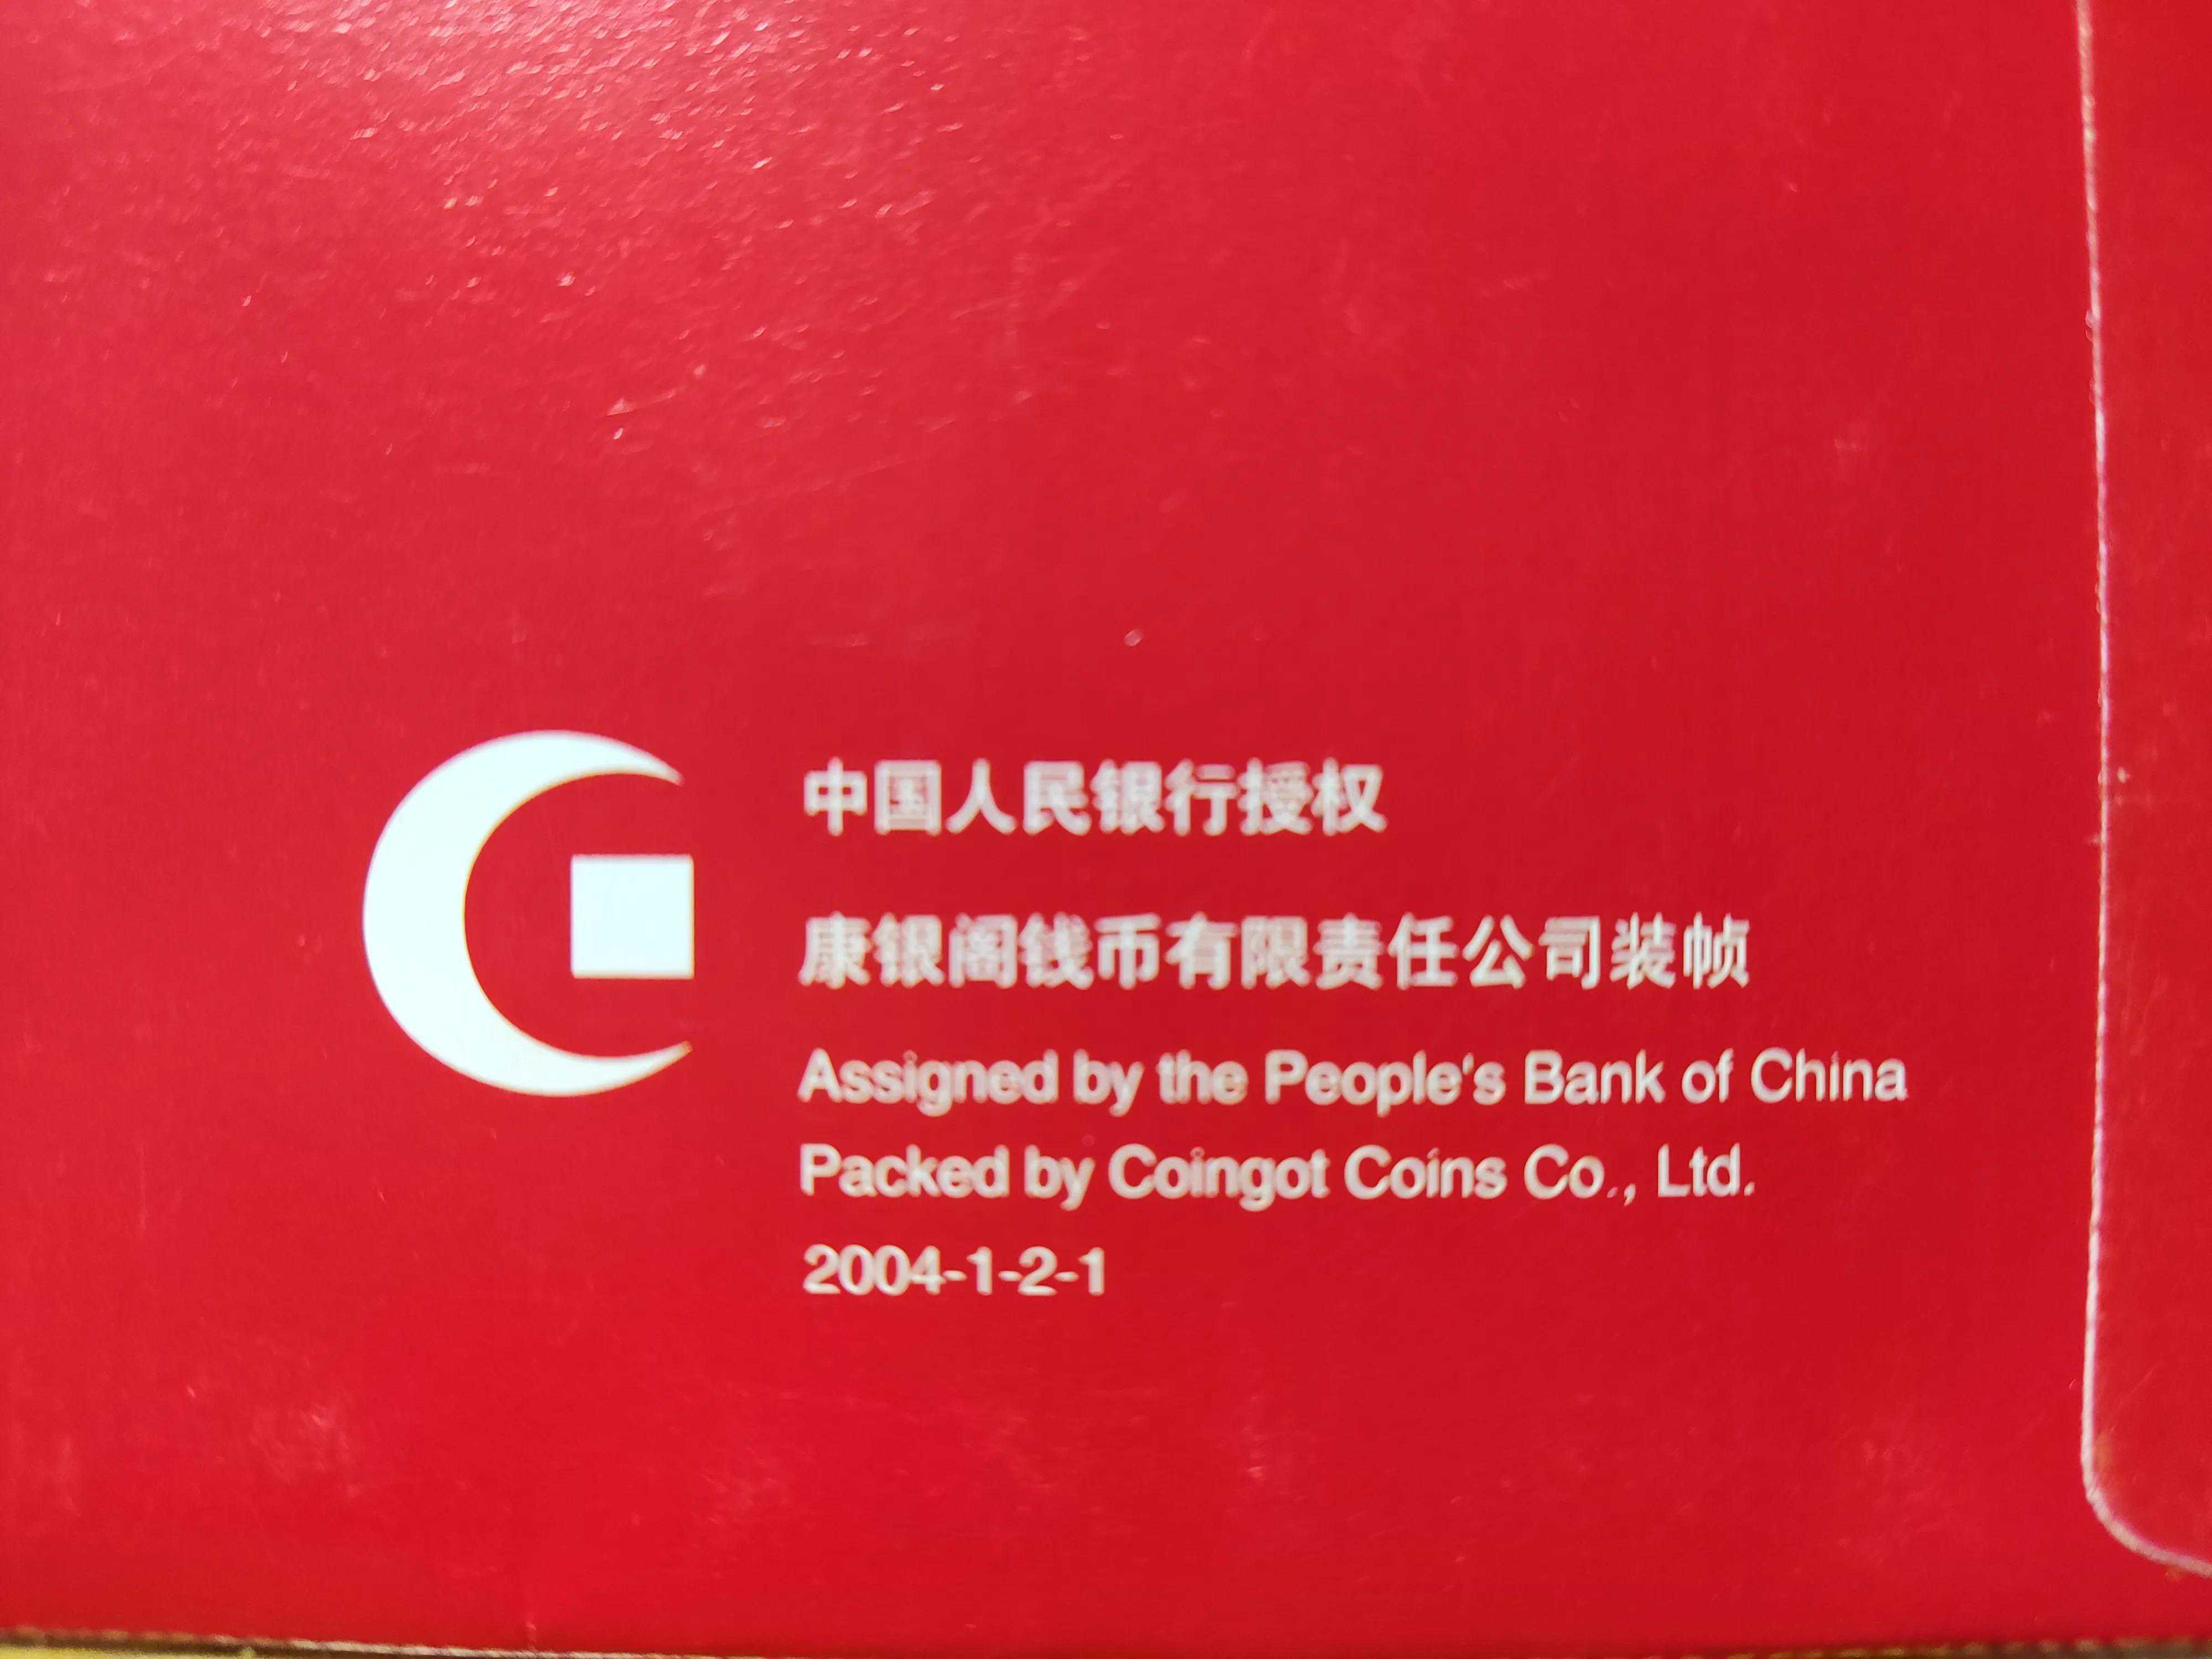 中国人民银行授权
康银阁钱币有限责任公司装帧
Assigned by the People's Bank of China
Packed by Coingot Coins Co., Ltd.
2004-1-2-1